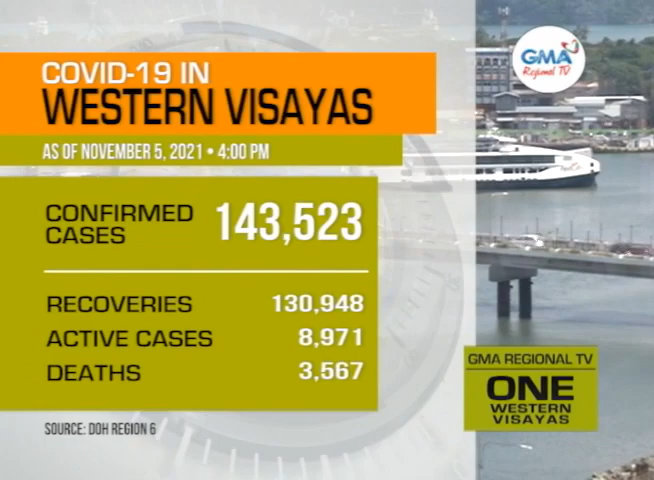 GMA
Regional TV
COVID-19 IN
WESTERN VISAYAS
AS OF NOVEMBER 5, 2021 • 4:00 PM
CONFIRMED
CASES
143,523
RECOVERIES 130,948
ACTIVE CASES 8,971
DEATHS 3,567
SOURCE: DOH REGION 6
GMA REGIONAL TV
ONE
WESTERN
VISAYAS